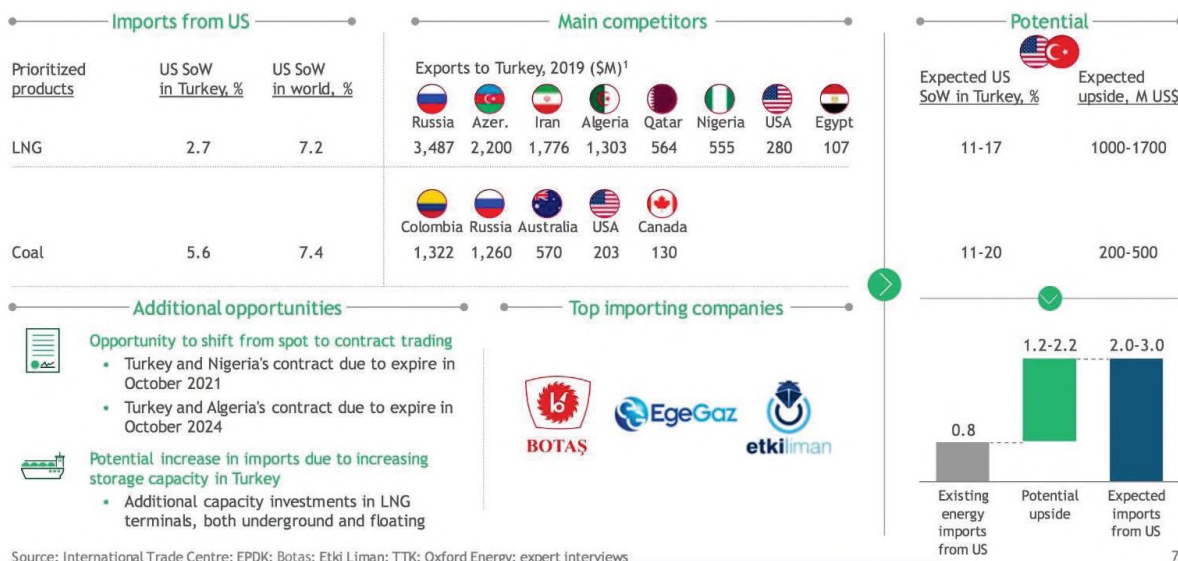 Imports from US
Main competitors
Potential
Prioritized products
US SoW in Turkey, %
US SoW in world, %
Exports to Turkey, 2019 ($M)¹
Expected US SoW in Turkey, %
Expected upside, M US$
Russia Azer. Iran Algeria Qatar Nigeria USA Egypt
LNG 2.7 7.2 3,487 2,200 1,776 1,303 564 555 280 107 11-17 1000-1700
Colombia Russia Australia USA Canada
Coal 5.6 7.4 1,322 1,260 570 203 130 11-20 200-500
Additional opportunities
Opportunity to shift from spot to contract trading
• Turkey and Nigeria's contract due to expire in
October 2021
• Turkey and Algeria's contract due to expire in
October 2024
Potential increase in imports due to increasing
storage capacity in Turkey
• Additional capacity investments in LNG
terminals, both underground and floating
Top importing companies
BOTAŞ
EgeGaz
etkiliman
1.2-2.2
2.0-3.0
0.8
Existing
energy
imports
from US
Potential
upside
Expected
imports
from US
Source: International Trade Centre; EPDK; Botas; Etki Liman; TTK; Oxford Energy; expert interviews
7